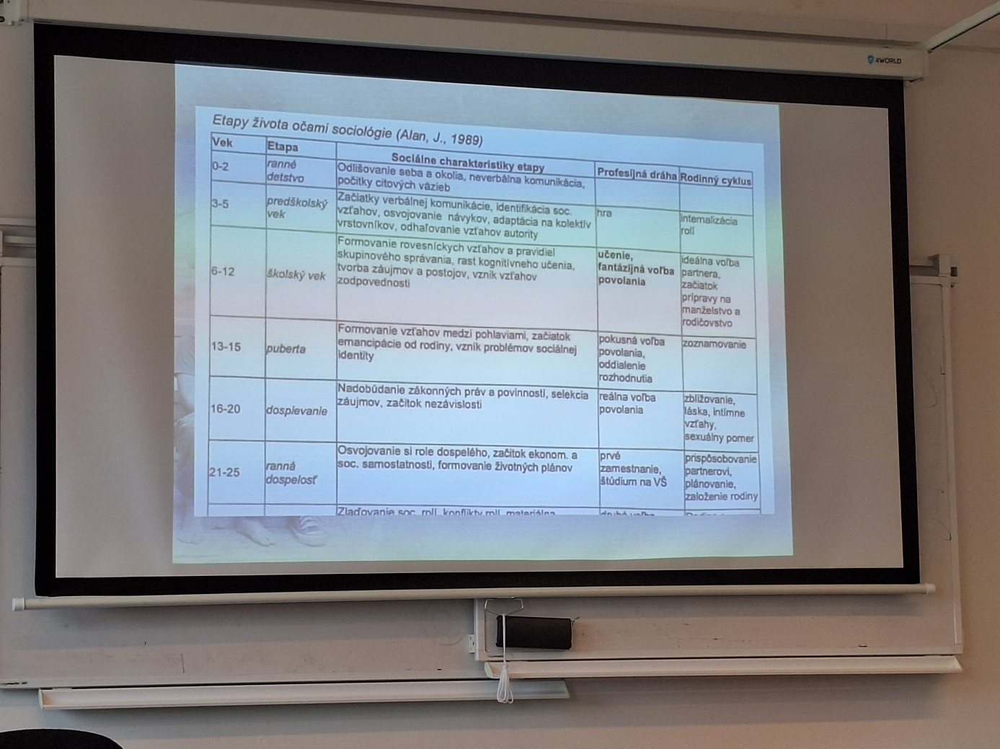 4WORLD
Etapy života očami sociológie (Alan, J., 1989)
Vek
Etapa
Sociálne charakteristiky etapy
Profesijná dráha
Rodinný cyklus
0-2
ranné
detstvo
Odlišovanie seba a okolia, neverbálna komunikácia,
počitky citových väzieb
3-5
predškolský
vek
Začiatky verbálnej komunikácie, identifikácia soc.
vzťahov, osvojovanie návykov, adaptácia na kolektív
vrstovníkov, odhaľovanie vzťahov autority
hra
internalizácia
rolí
6-12
školský vek
Formovanie rovesníckych vzťahov a pravidiel
skupinového správania, rast kognitívneho učenia,
tvorba záujmov a postojov, vznik vzťahov
zodpovednosti
učenie,
fantázijná voľba
povolania
ideálna voľba
partnera,
začiatok
prípravy na
manželstvo a
rodičovstvo
13-15
puberta
Formovanie vzťahov medzi pohlaviami, začiatok
emancipácie od rodiny, vznik problémov sociálnej
identity
pokusná voľba
povolania,
oddialenie
rozhodnutia
zoznamovanie
16-20
dospievanie
Nadobúdanie zákonných práv a povinností, selekcia
záujmov, začitok nezávislosti
reálna voľba
povolania
zbližovanie,
láska, intímne
vzťahy,
sexuálny pomer
21-25
ranná
dospelosť
Osvojovanie si role dospelého, začitok ekonom. a
soc. samostatnosti, formovanie životných plánov
prvé
zamestnanie,
štúdium na VŠ
prispôsobovanie
partnerovi,
plánovanie,
založenie rodiny
Zlaďovanie soc. rolí, konflikty rolí, materiálna
druhá voľba